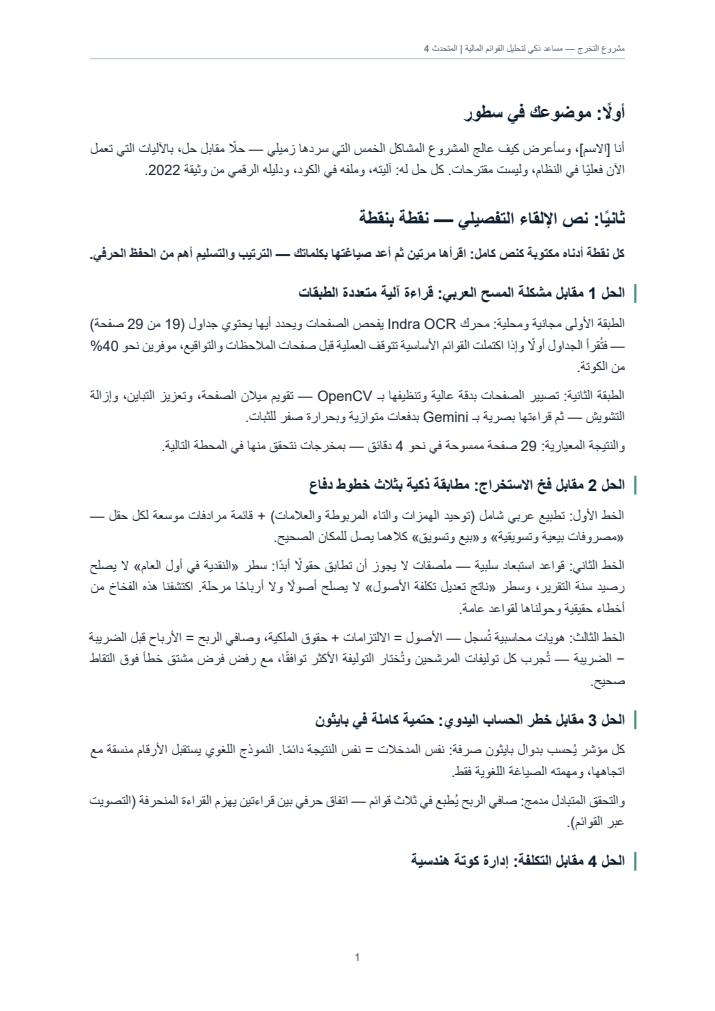 مشروع التخرج — مساعد ذكي لتحليل القوائم المالية | المتحدث 4
أولًا: موضوعك في سطور
أنا [الاسم]، وسأعرض كيف عالج المشروع المشاكل الخمس التي سردها زميلي — حلًا مقابل حل، بالآليات التي تعمل
الآن فعليًا في النظام، وليست مقترحات. كل حل له: آليته، وملفه في الكود، ودليله الرقمي من وثيقة 2022.
ثانيًا: نص الإلقاء التفصيلي — نقطة بنقطة
كل نقطة أدناه مكتوبة كنص كامل: اقرأها مرتين ثم أعد صياغتها بكلماتك — الترتيب والتسليم أهم من الحفظ الحرفي.
الحل 1 مقابل مشكلة المسح العربي: قراءة آلية متعددة الطبقات
الطبقة الأولى مجانية ومحلية: محرك Indra OCR يفحص الصفحات ويحدد أيها يحتوي جداول (19 من 29 صفحة)
— فتُقرأ الجداول أولًا وإذا اكتملت القوائم الأساسية تتوقف العملية قبل صفحات الملاحظات والتواقيع، موفرين نحو 40%
من الكوتة.
الطبقة الثانية: تصيير الصفحات بدقة عالية وتنظيفها بـ OpenCV — تقويم ميلان الصفحة، وتعزيز التباين، وإزالة
التشويش — ثم قراءتها بصرية بـ Gemini بدفعات متوازية وبحرارة صفر للثبات.
والنتيجة المعيارية: 29 صفحة ممسوحة في نحو 4 دقائق — بمخرجات نتحقق منها في المحطة التالية.
الحل 2 مقابل فخ الاستخراج: مطابقة ذكية بثلاث خطوط دفاع
الخط الأول: تطبيع عربي شامل (توحيد الهمزات والتاء المربوطة والعلامات) + قائمة مرادفات موسعة لكل حقل —
«مصروفات بيعية وتسويقية» و«بيع وتسويق» كلاهما يصل للمكان الصحيح.
الخط الثاني: قواعد استبعاد سلبية — ملصقات لا يجوز أن تطابق حقولًا أبدًا: سطر «النقدية في أول العام» لا يصلح
رصيد سنة التقرير، وسطر «ناتج تعديل تكلفة الأصول» لا يصلح أصولًا ولا أرباحًا مرحلة. اكتشفنا هذه الفخاخ من
أخطاء حقيقية وحولناها لقواعد عامة.
الخط الثالث: هويات محاسبية تُسجل — الأصول = الالتزامات + حقوق الملكية، وصافي الربح = الأرباح قبل الضريبة
− الضريبة — تُجرب كل توليفات المرشحين وتُختار التوليفة الأكثر توافقًا، مع رفض فرض مشتق خطأ فوق التقاط
صحيح.
الحل 3 مقابل خطر الحساب اليدوي: حتمية كاملة في بايثون
كل مؤشر يُحسب بدوال بايثون صرفة: نفس المدخلات = نفس النتيجة دائمًا. النموذج اللغوي يستقبل الأرقام منسقة مع
اتجاهها، ومهمته الصياغة اللغوية فقط.
والتحقق المتبادل مدمج: صافي الربح يُطبع في ثلاث قوائم — اتفاق حرفي بين قراءتين يهزم القراءة المنحرفة (التصويت
عبر القوائم).
الحل 4 مقابل التكلفة: إدارة كوتة هندسية
1